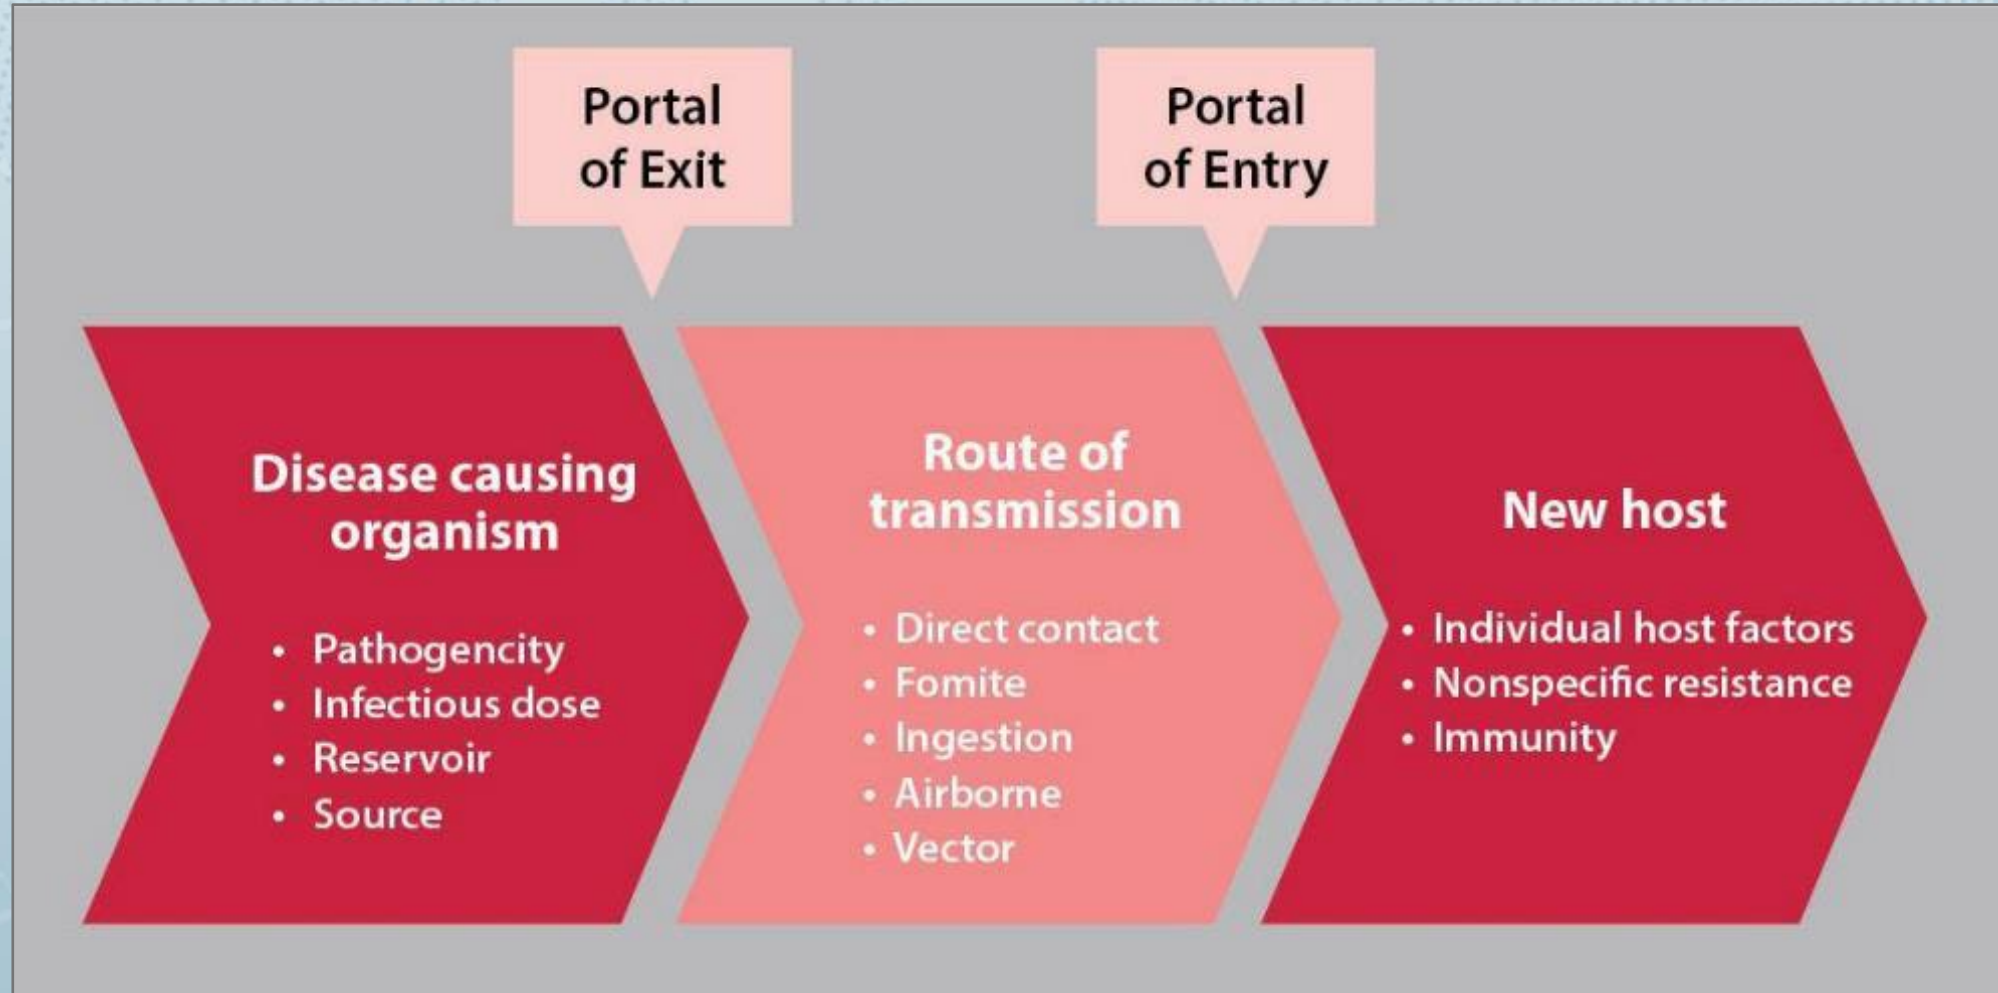 Portal
of Exit
Portal
of Entry
Disease causing
organism
• Pathogencity
• Infectious dose
• Reservoir
• Source
Route of
transmission
• Direct contact
• Fomite
• Ingestion
• Airborne
• Vector
New host
• Individual host factors
• Nonspecific resistance
• Immunity